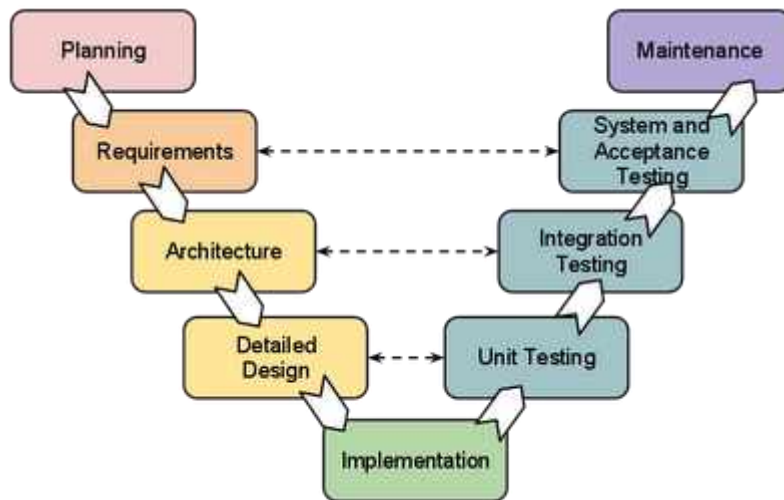 Planning
Maintenance
Requirements
System and
Acceptance
Testing
Architecture
Integration
Testing
Detailed
Design
Unit Testing
Implementation